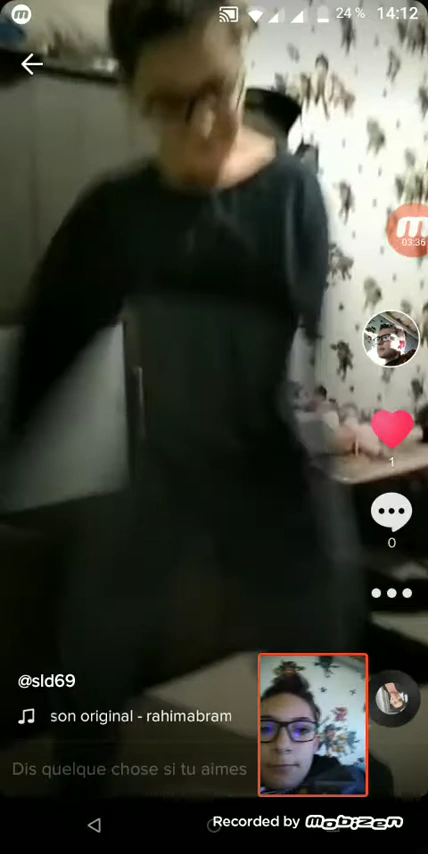 24 % 14:12
03:36
1
0
@sld69
son original - rahimabram
Dis quelque chose si tu aimes
Recorded by mobizen